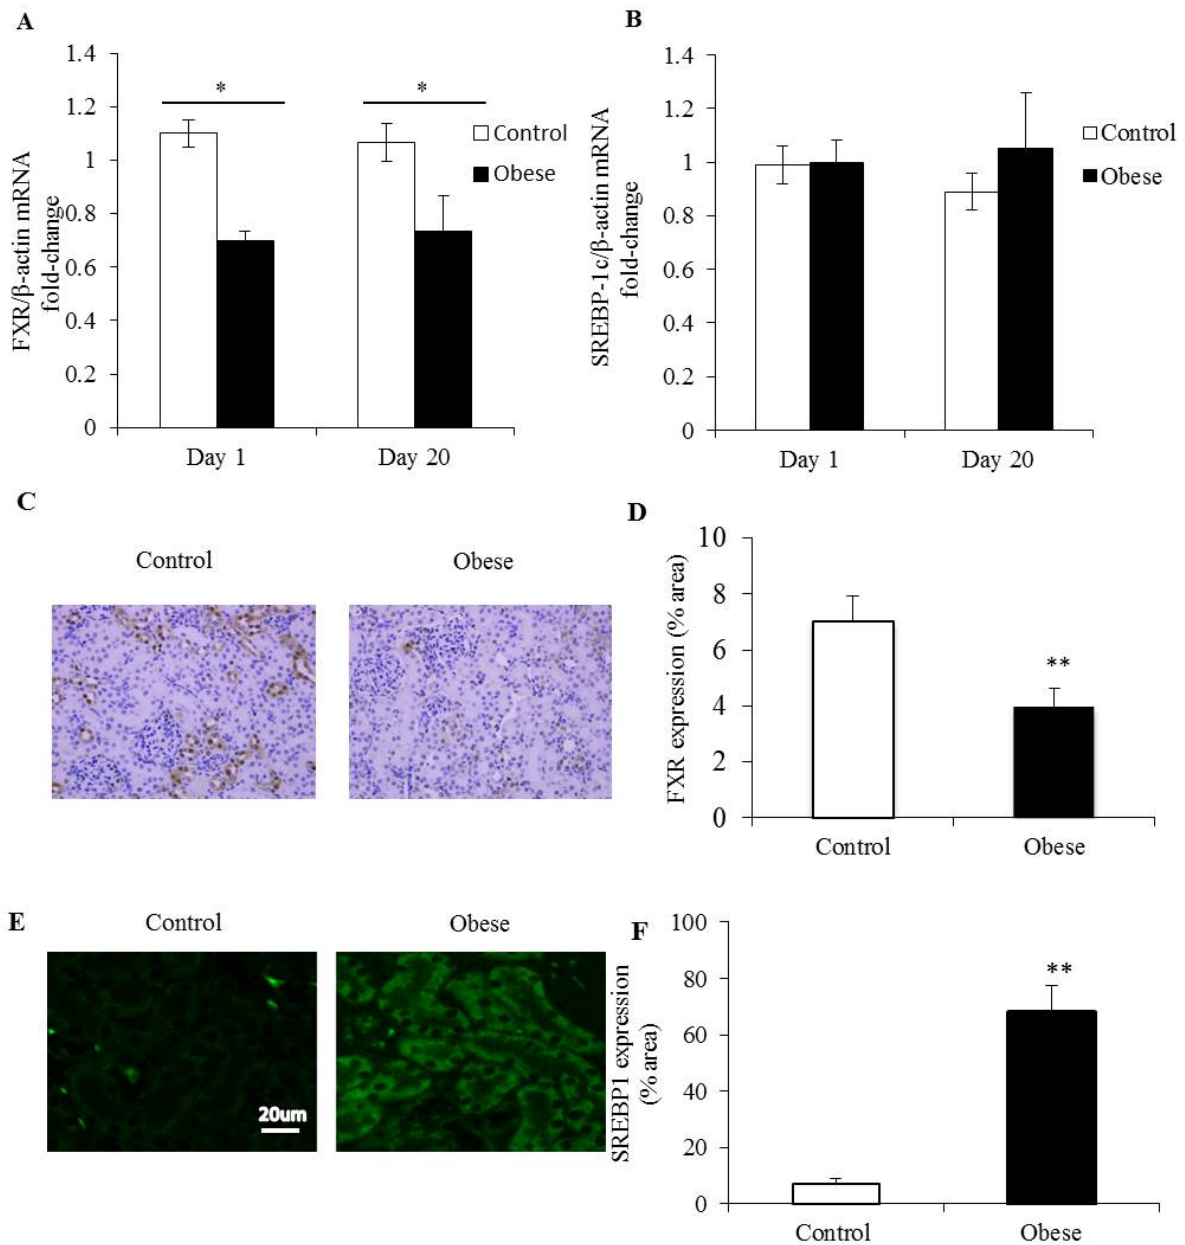 A
FXR/β-actin mRNA
fold-change
1.4
1.2
1
0.8
0.6
0.4
0.2
0
*
*
Control
Obese
Day 1
Day 20
B
SREBP-1c/β-actin mRNA
fold-change
1.4
1.2
1
0.8
0.6
0.4
0.2
0
Control
Obese
Day 1
Day 20
C
Control
Obese
D
FXR expression (% area)
10
8
6
4
2
0
**
Control
Obese
E
Control
Obese
20um
F
SREBP1 expression
(% area)
100
80
60
40
20
0
**
Control
Obese